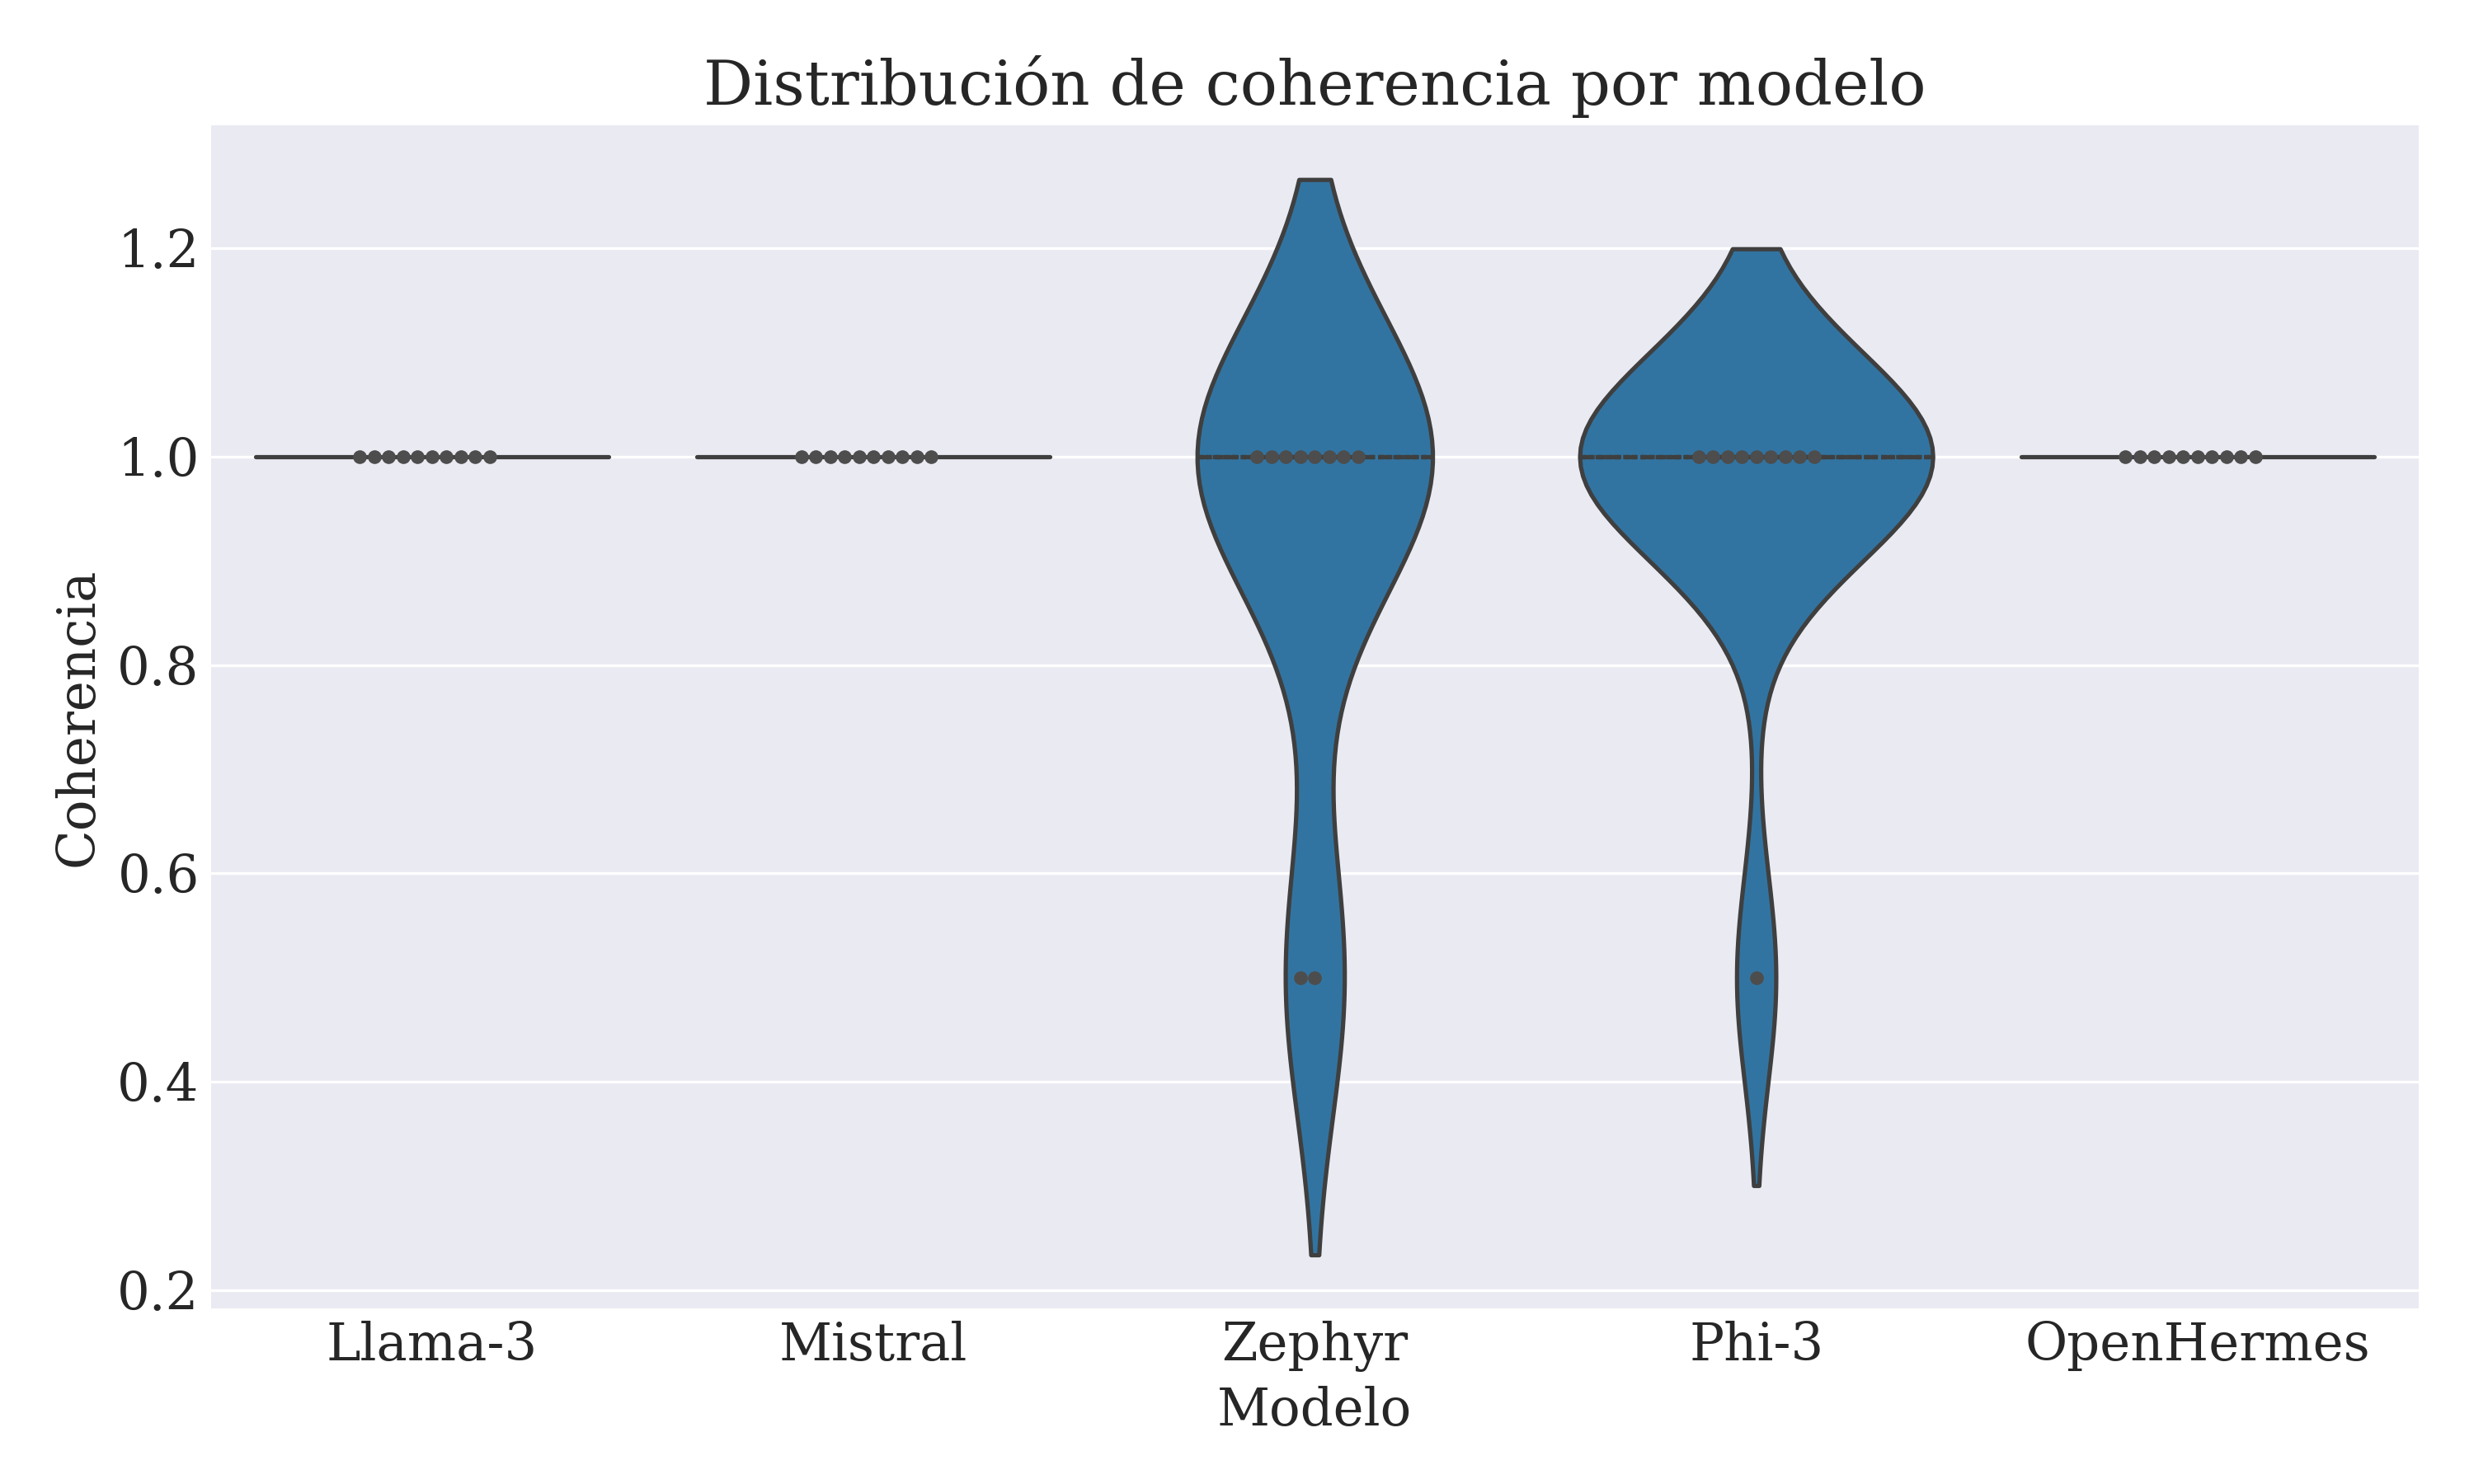 Distribución de coherencia por modelo
Coherencia
1.2
1.0
0.8
0.6
0.4
0.2
Llama-3 Mistral Zephyr Phi-3 OpenHermes
Modelo